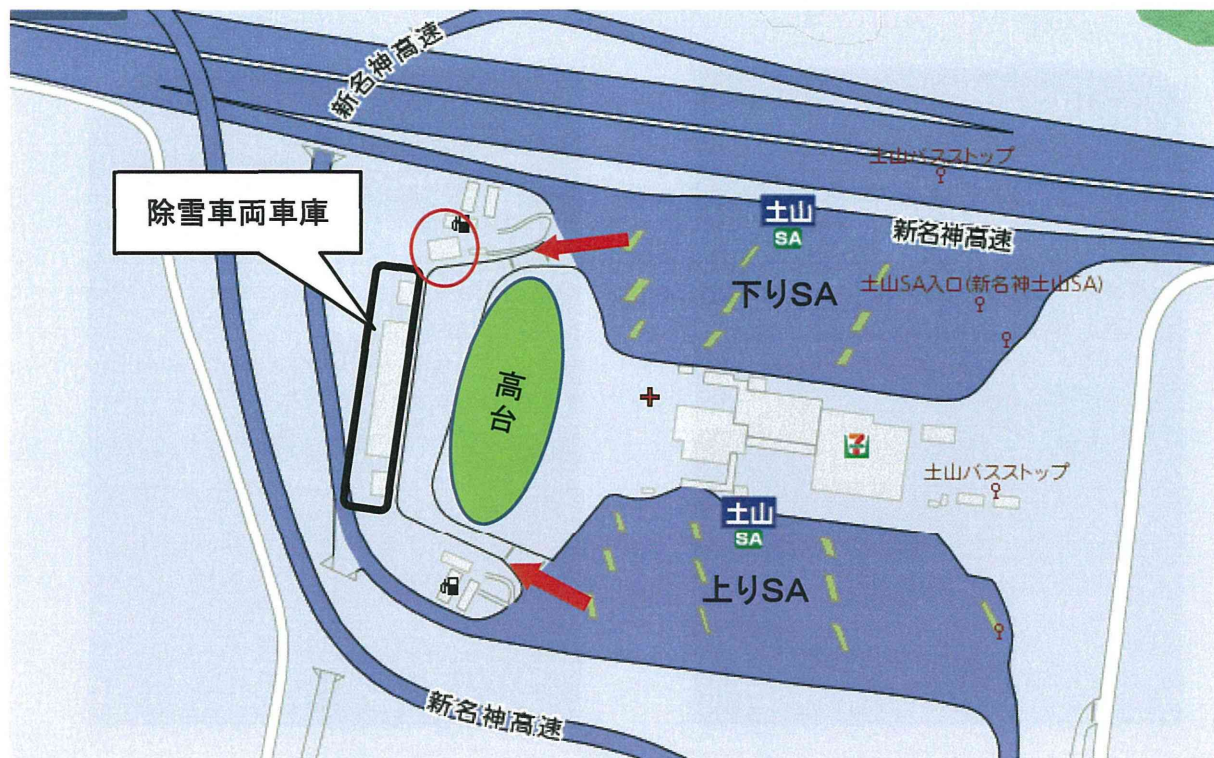 新名神高速
土山バスストップ
除雪車両車庫
土山
SA
新名神高速
下りSA
土山SA入口(新名神土山SA)
高台
7
土山バスストップ
土山
SA
上りSA
新名神高速